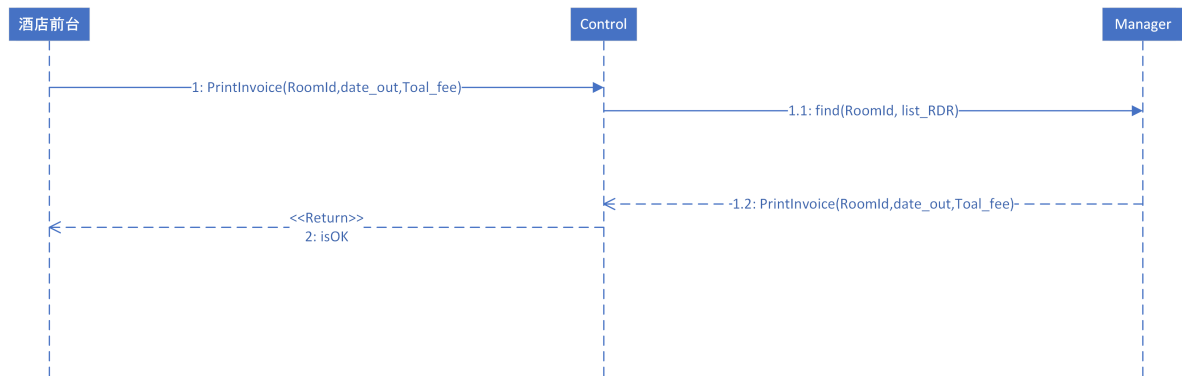 酒店前台
Control
Manager
1: PrintInvoice(RoomId,date_out,Toal_fee)
1.1: find(RoomId, list_RDR)
1.2: PrintInvoice(RoomId,date_out,Toal_fee)
<<Return>>
2: isOK